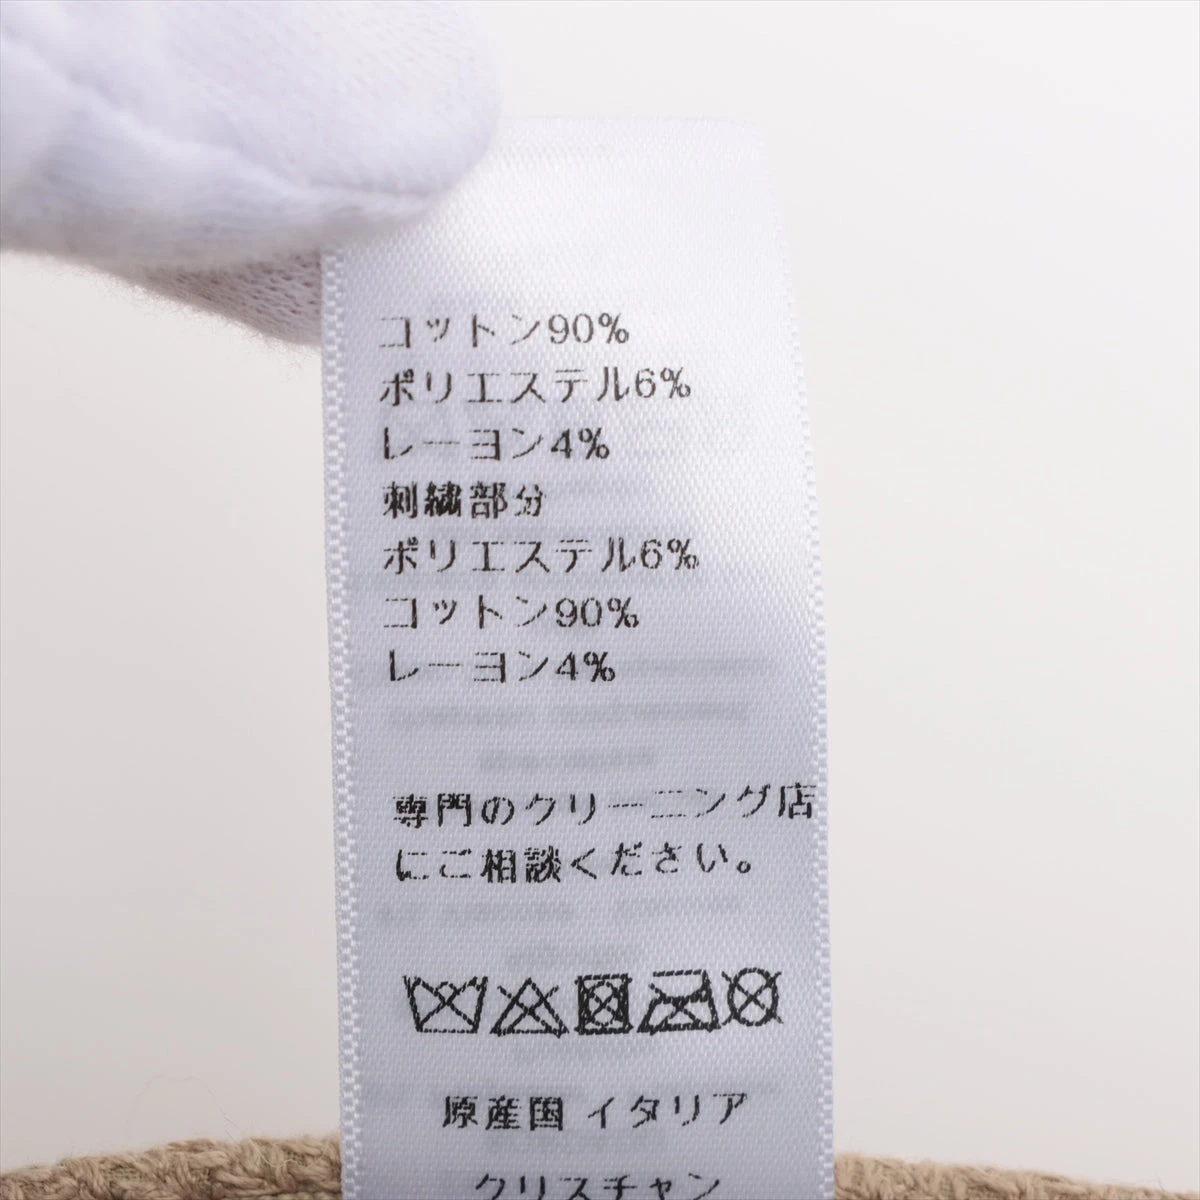 コットン90%
ポリエステル6%
レーヨン4%
刺繍部分
ポリエステル6%
コットン90%
レーヨン4%
専門のクリーニング店
にご相談ください。
原産国 イタリア
クリスチャン